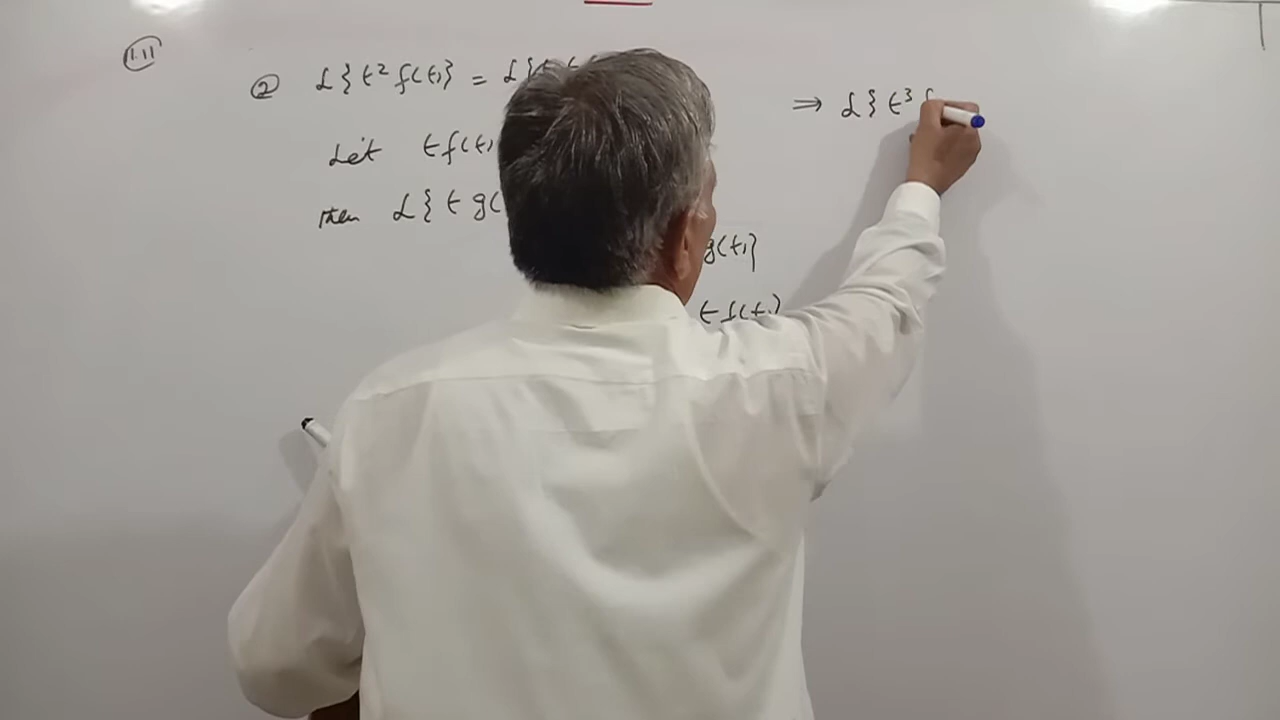 1.11
② ℒ{t² f(t)} = ℒ{t
Let t f(t)
then ℒ{t g(
g(t)}
t f(t)
⇒ ℒ{t³ f